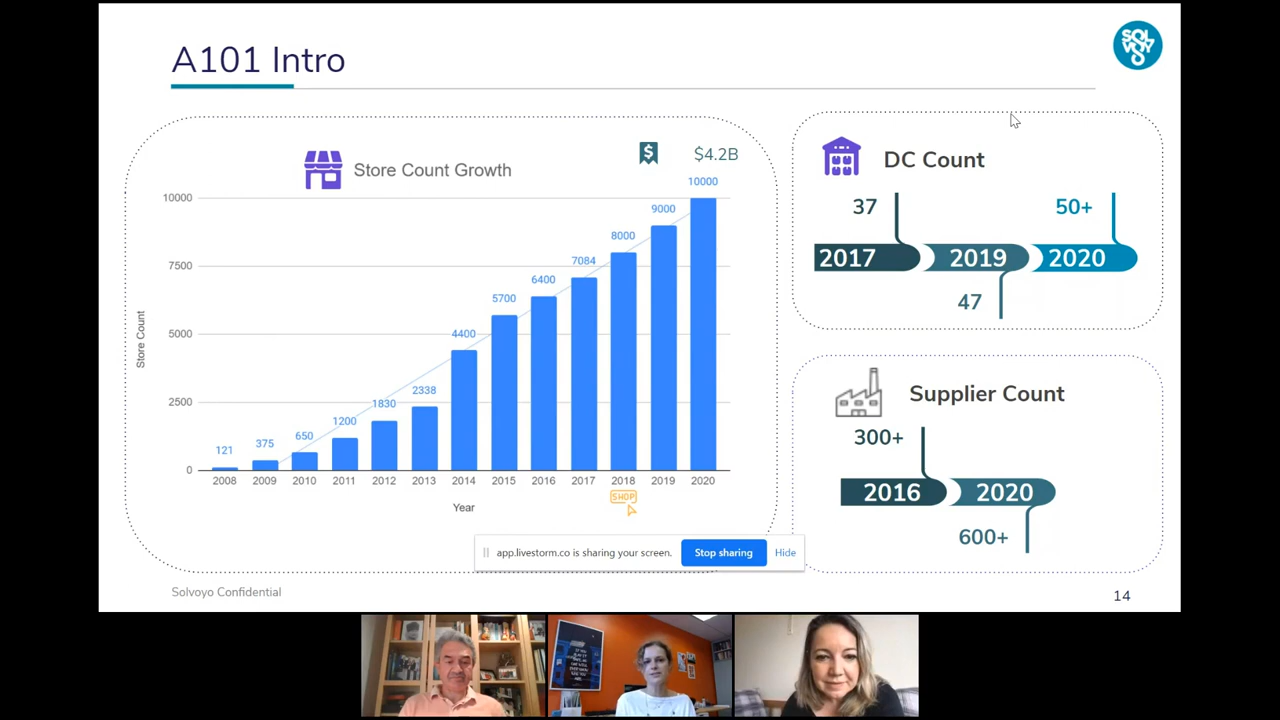 A101 Intro
SOLVOYO
Store Count Growth
$
$4.2B
10000
7500
5000
2500
0
Store Count
121
375
650
1200
1830
2338
4400
5700
6400
7084
8000
9000
10000
2008 2009 2010 2011 2012 2013 2014 2015 2016 2017 2018 2019 2020
SHOP
Year
DC Count
37
50+
2017 2019 2020
47
Supplier Count
300+
2016 2020
600+
app.livestorm.co is sharing your screen. Stop sharing Hide
Solvoyo Confidential
14